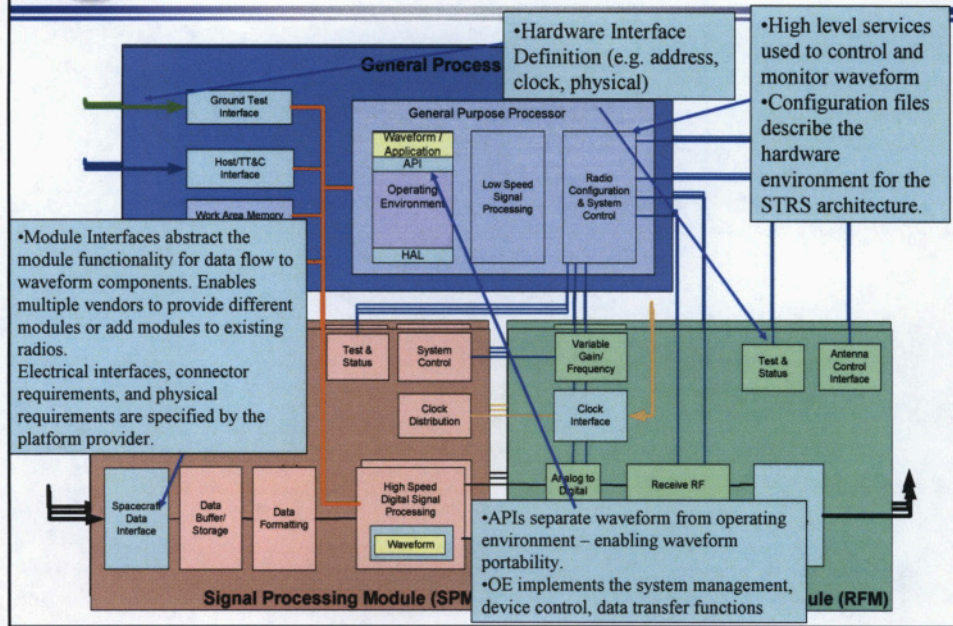 •Hardware Interface
Definition (e.g. address,
clock, physical)
•High level services
used to control and
monitor waveform
•Configuration files
describe the
hardware
environment for the
STRS architecture.
General Process
Ground Test
Interface
Host/TT&C
Interface
Work Area Memory
General Purpose Processor
Waveform /
Application
API
Operating
Environment
HAL
Low Speed
Signal
Processing
Radio
Configuration
& System
Control
•Module Interfaces abstract the
module functionality for data flow to
waveform components. Enables
multiple vendors to provide different
modules or add modules to existing
radios.
Electrical interfaces, connector
requirements, and physical
requirements are specified by the
platform provider.
Test &
Status
System
Control
Clock
Distribution
Variable
Gain/
Frequency
Clock
Interface
Test &
Status
Antenna
Control
Interface
Spacecraft
Data
Interface
Data
Buffer/
Storage
Data
Formatting
High Speed
Digital Signal
Processing
Waveform
Analog to
Digital
Receive RF
•APIs separate waveform from operating
environment – enabling waveform
portability.
•OE implements the system management,
device control, data transfer functions
Signal Processing Module (SPM
ule (RFM)